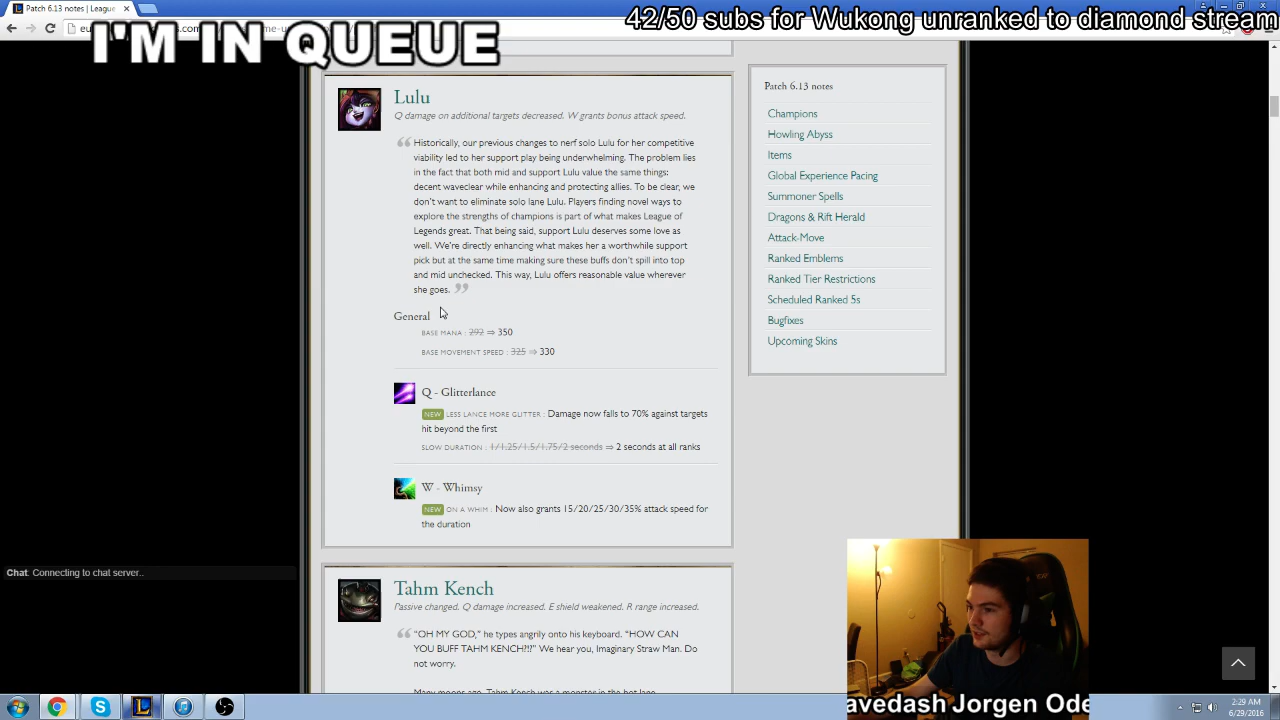 Patch 6.13 notes | League
42/50 subs for Wukong unranked to diamond stream
I'M IN QUEUE
Lulu
Q damage on additional targets decreased. W grants bonus attack speed.
Historically, our previous changes to nerf solo Lulu for her competitive
viability led to her support play being underwhelming. The problem lies
in the fact that both mid and support Lulu value the same things:
decent waveclear while enhancing and protecting allies. To be clear, we
don't want to eliminate solo lane Lulu. Players finding novel ways to
explore the strengths of champions is part of what makes League of
Legends great. That being said, support Lulu deserves some love as
well. We're directly enhancing what makes her a worthwhile support
pick but at the same time making sure these buffs don't spill into top
and mid unchecked. This way, Lulu offers reasonable value wherever
she goes.
General
BASE MANA : 292 ⇒ 350
BASE MOVEMENT SPEED : 325 ⇒ 330
Q - Glitterlance
NEW LESS LANCE MORE GLITTER : Damage now falls to 70% against targets
hit beyond the first
SLOW DURATION : 1/1.25/1.5/1.75/2 seconds ⇒ 2 seconds at all ranks
W - Whimsy
NEW ON A WHIM : Now also grants 15/20/25/30/35% attack speed for
the duration
Tahm Kench
Passive changed. Q damage increased. E shield weakened. R range increased.
"OH MY GOD," he types angrily onto his keyboard. "HOW CAN
YOU BUFF TAHM KENCH?!?" We hear you, Imaginary Straw Man. Do
not worry.
Many moons ago, Tahm Kench was a monster in the bot lane
Patch 6.13 notes
Champions
Howling Abyss
Items
Global Experience Pacing
Summoner Spells
Dragons & Rift Herald
Attack-Move
Ranked Emblems
Ranked Tier Restrictions
Scheduled Ranked 5s
Bugfixes
Upcoming Skins
Chat: Connecting to chat server..
avedash Jorgen Ode
2:29 AM
6/29/2016